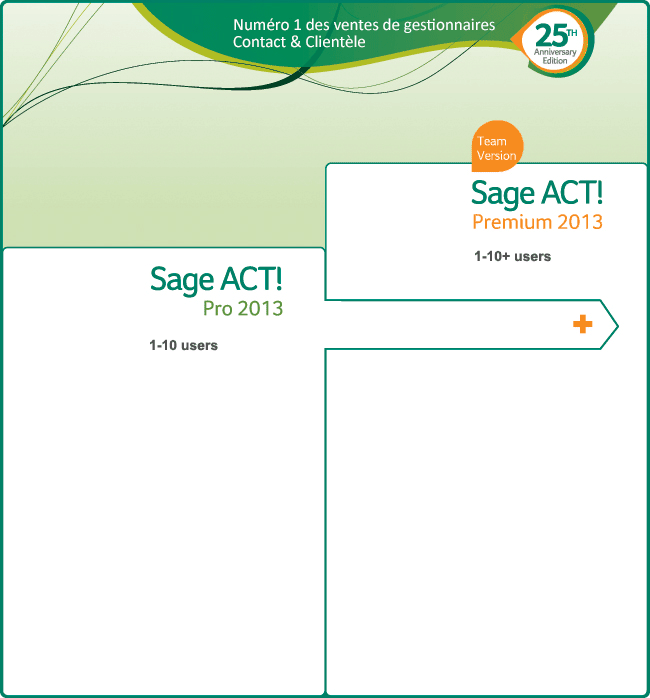 Numéro 1 des ventes de gestionnaires
Contact & Clientèle
25TH
Anniversary
Edition
Team
Version
Sage ACT!
Premium 2013
1-10+ users
Sage ACT!
Pro 2013
1-10 users